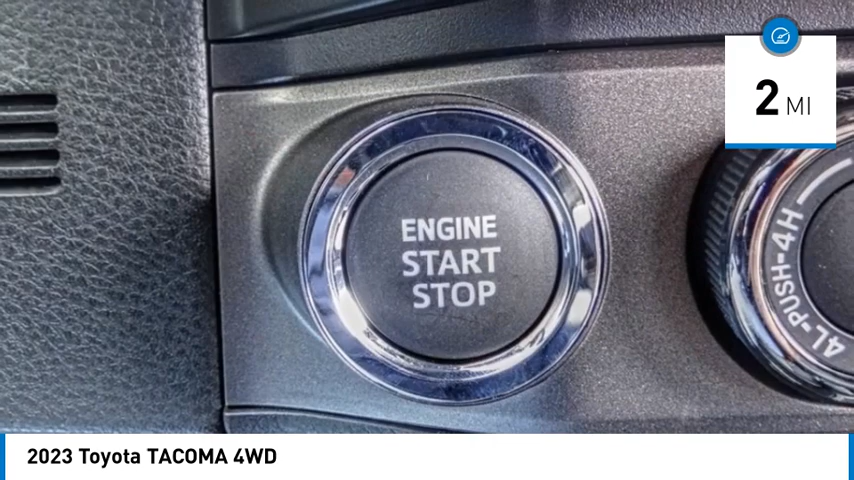 2 MI
ENGINE
START
STOP
4L-PUSH-4H
2023 Toyota TACOMA 4WD